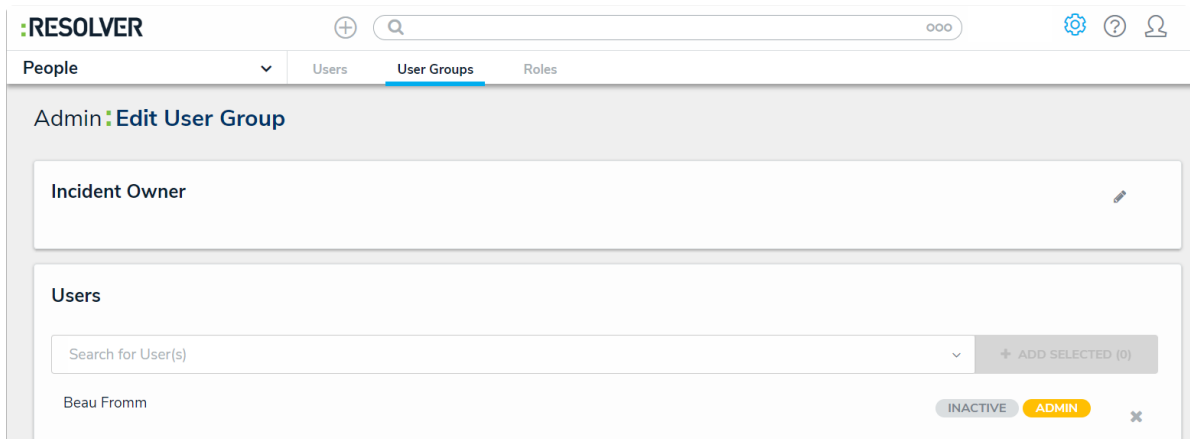 :RESOLVER
ooo
People
Users
User Groups
Roles
Admin:Edit User Group
Incident Owner
Users
Search for User(s)
+ ADD SELECTED (0)
Beau Fromm
INACTIVE
ADMIN